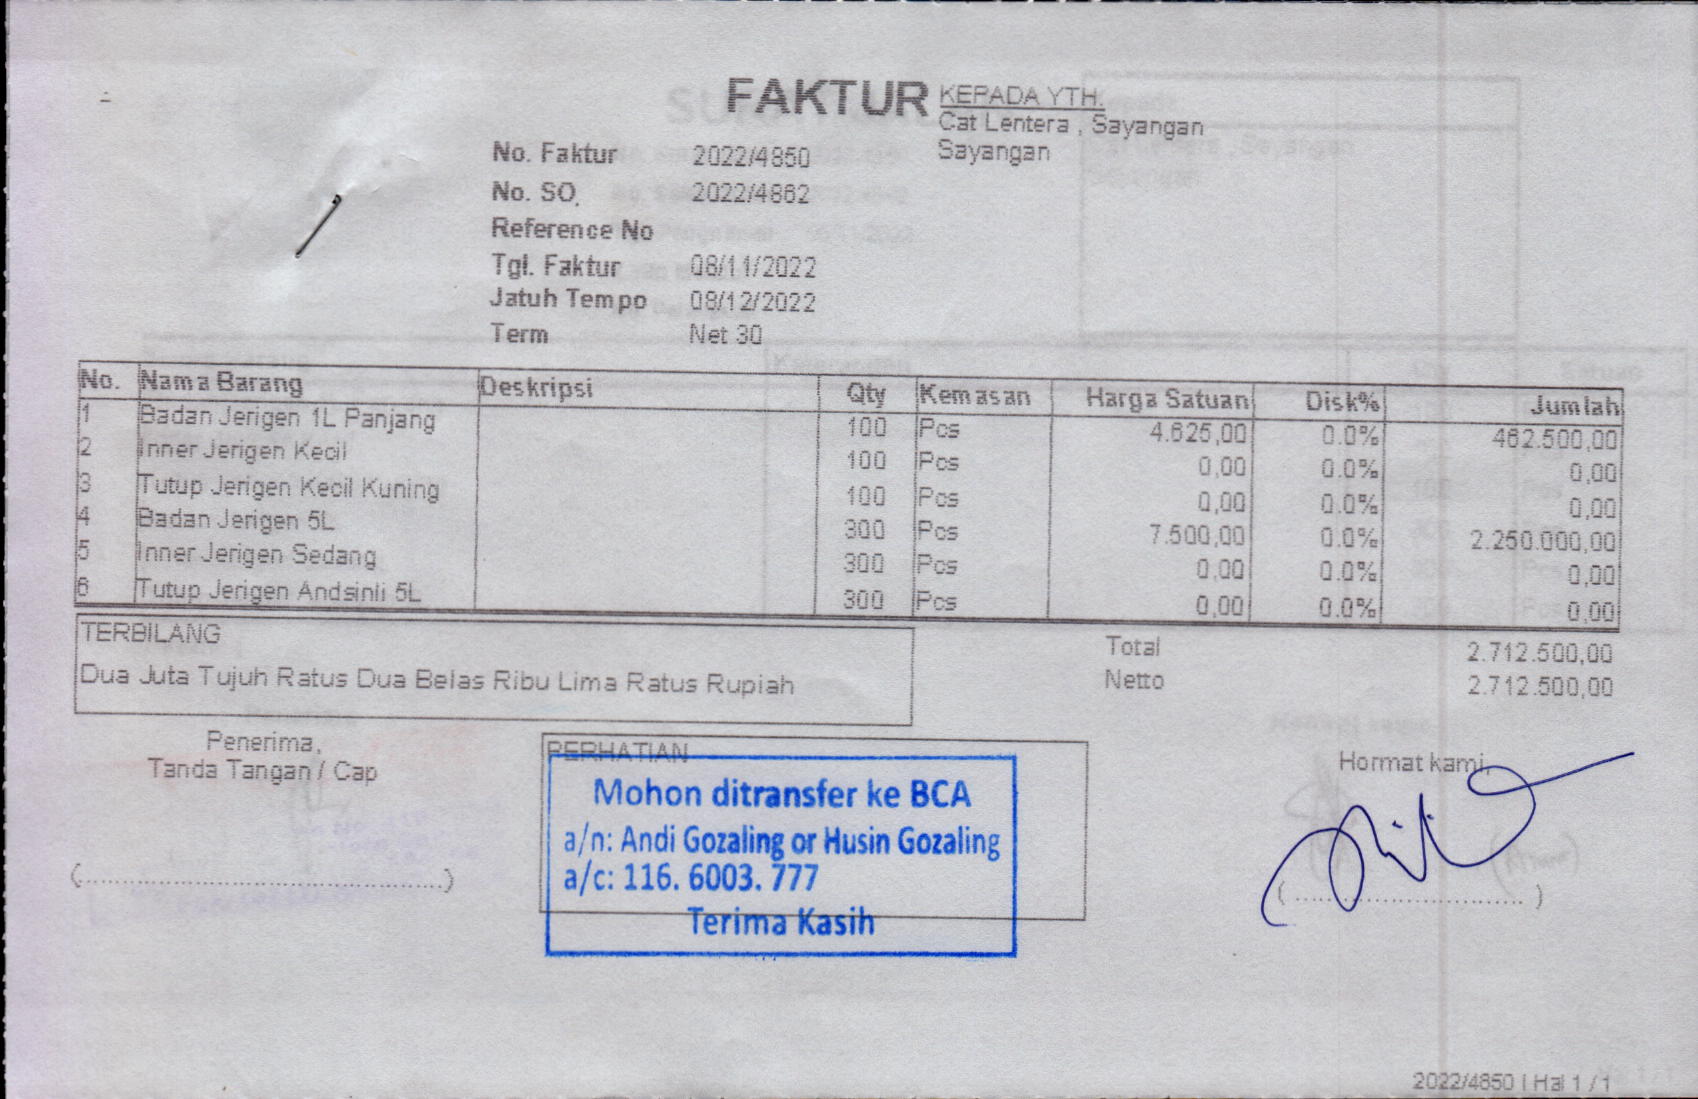 FAKTUR
KEPADA YTH.
Cat Lentera , Sayangan
Sayangan
No. Faktur 2022/4850
No. SO. 2022/4862
Reference No
Tgl. Faktur 08/11/2022
Jatuh Tempo 08/12/2022
Term Net 30
No. Nama Barang Deskripsi Qty Kemasan Harga Satuan Disk% Jumlah
1 Badan Jerigen 1L Panjang 100 Pcs 4.625,00 0.0% 462.500,00
2 Inner Jerigen Kecil 100 Pcs 0,00 0.0% 0,00
3 Tutup Jerigen Kecil Kuning 100 Pcs 0,00 0.0% 0,00
4 Badan Jerigen 5L 300 Pcs 7.500,00 0.0% 2.250.000,00
5 Inner Jerigen Sedang 300 Pcs 0,00 0.0% 0,00
6 Tutup Jerigen Andsinli 5L 300 Pcs 0,00 0.0% 0,00
TERBILANG
Dua Juta Tujuh Ratus Dua Belas Ribu Lima Ratus Rupiah
Total 2.712.500,00
Netto 2.712.500,00
Penerima,
Tanda Tangan / Cap
(..............................................)
PERHATIAN
Mohon ditransfer ke BCA
a/n: Andi Gozaling or Husin Gozaling
a/c: 116. 6003. 777
Terima Kasih
Hormat kami,
(..............................)
2022/4850 | Hal 1 / 1